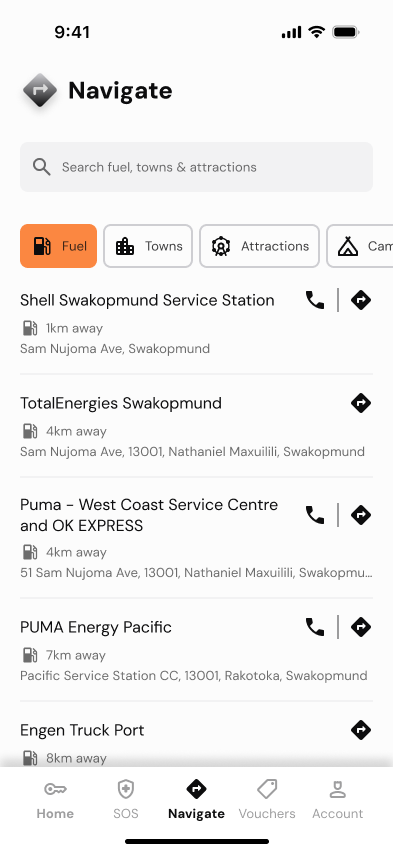 9:41
Navigate
Search fuel, towns & attractions
Fuel
Towns
Attractions
Cam
Shell Swakopmund Service Station
1km away
Sam Nujoma Ave, Swakopmund
TotalEnergies Swakopmund
4km away
Sam Nujoma Ave, 13001, Nathaniel Maxuilili, Swakopmund
Puma - West Coast Service Centre
and OK EXPRESS
4km away
51 Sam Nujoma Ave, 13001, Nathaniel Maxuilili, Swakopmu...
PUMA Energy Pacific
7km away
Pacific Service Station CC, 13001, Rakotoka, Swakopmund
Engen Truck Port
8km away
Home
SOS
Navigate
Vouchers
Account